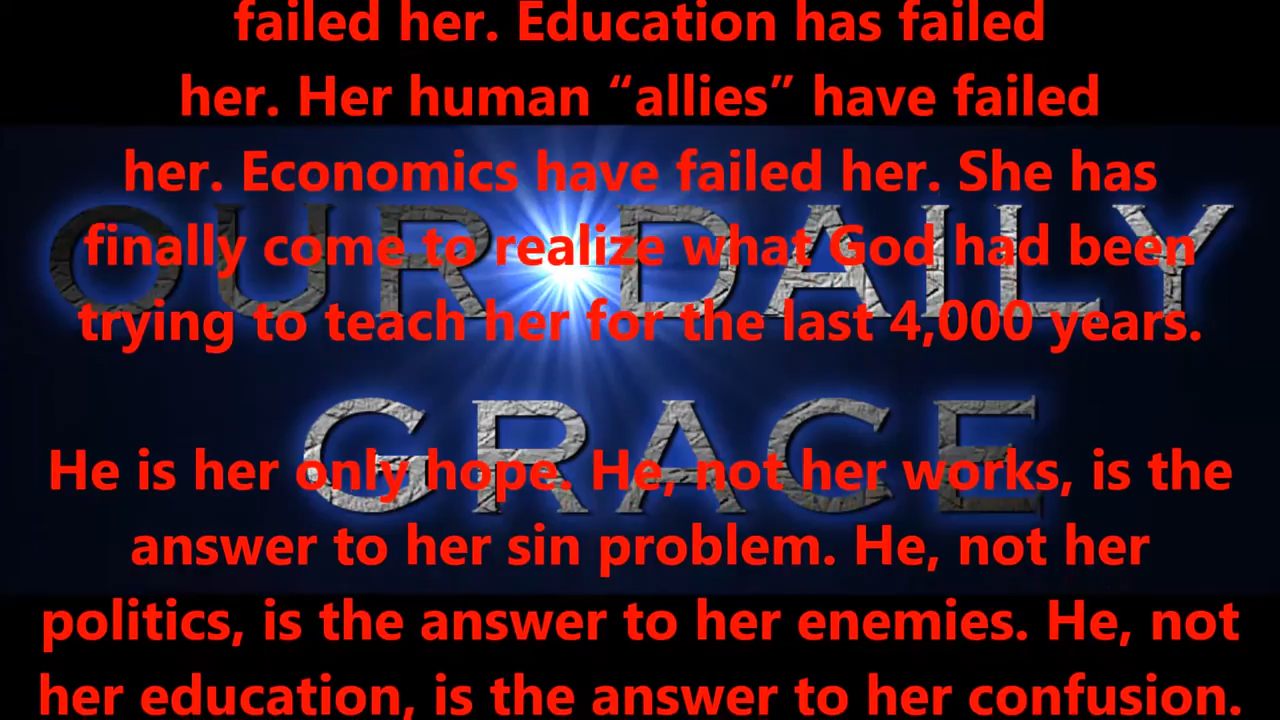 failed her. Education has failed
her. Her human “allies” have failed
her. Economics have failed her. She has
finally come to realize what God had been
trying to teach her for the last 4,000 years.
He is her only hope. He, not her works, is the
answer to her sin problem. He, not her
politics, is the answer to her enemies. He, not
her education, is the answer to her confusion.
OUR DAILY
GRACE